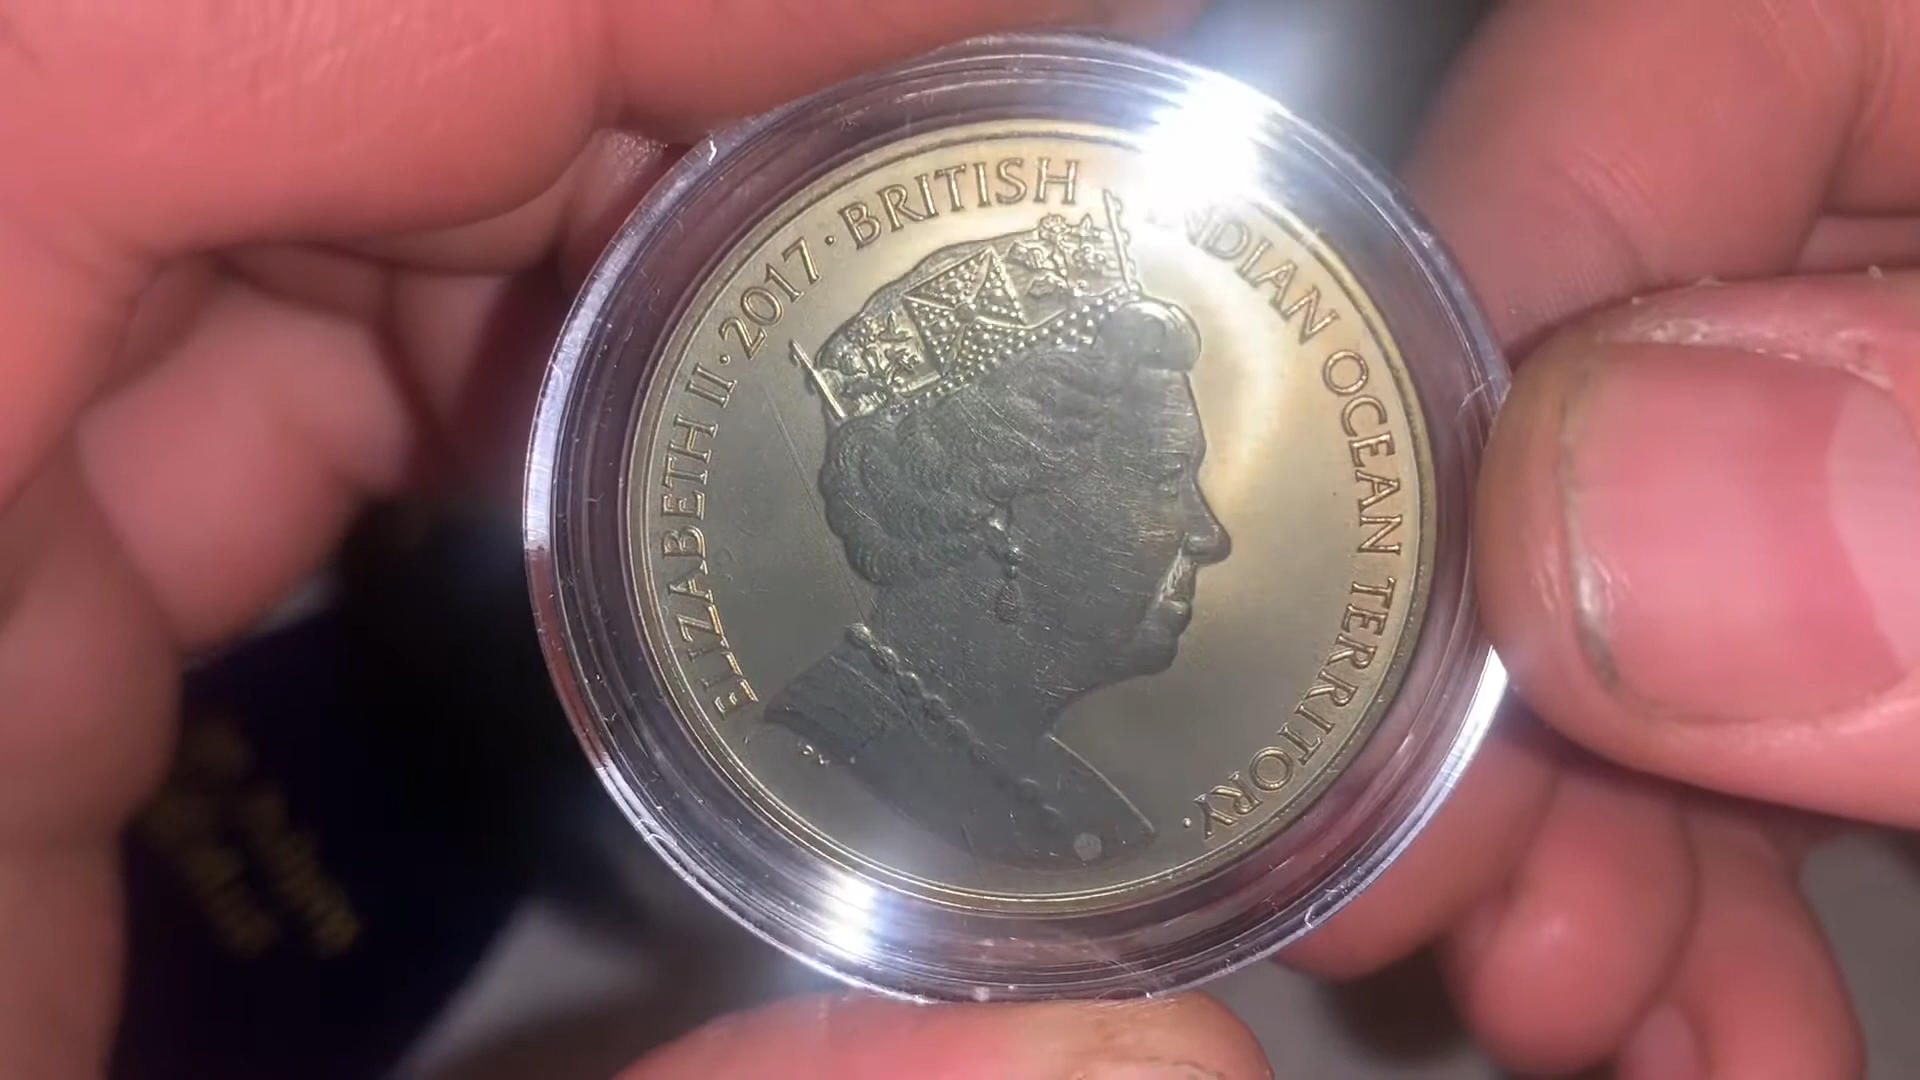 ELIZABETH II · 2017 · BRITISH INDIAN OCEAN TERRITORY ·